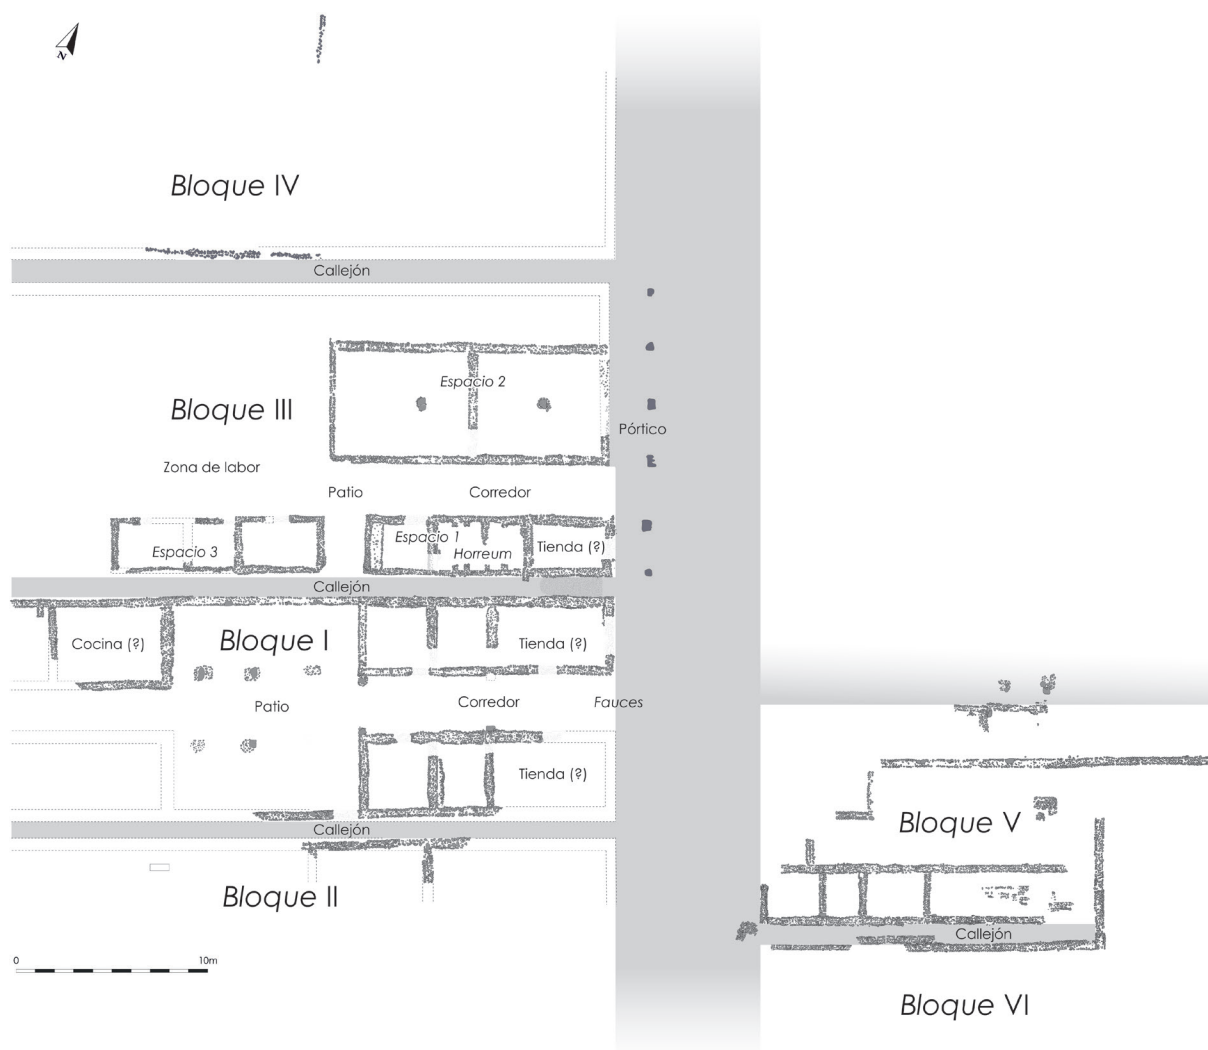 N
Bloque IV
Callejón
Espacio 2
Bloque III
Pórtico
Zona de labor
Patio
Corredor
Espacio 1
Espacio 3
Horreum
Tienda (?)
Callejón
Cocina (?)
Bloque I
Tienda (?)
Patio
Corredor
Fauces
Tienda (?)
Callejón
Bloque V
Bloque II
Callejón
0
10m
Bloque VI